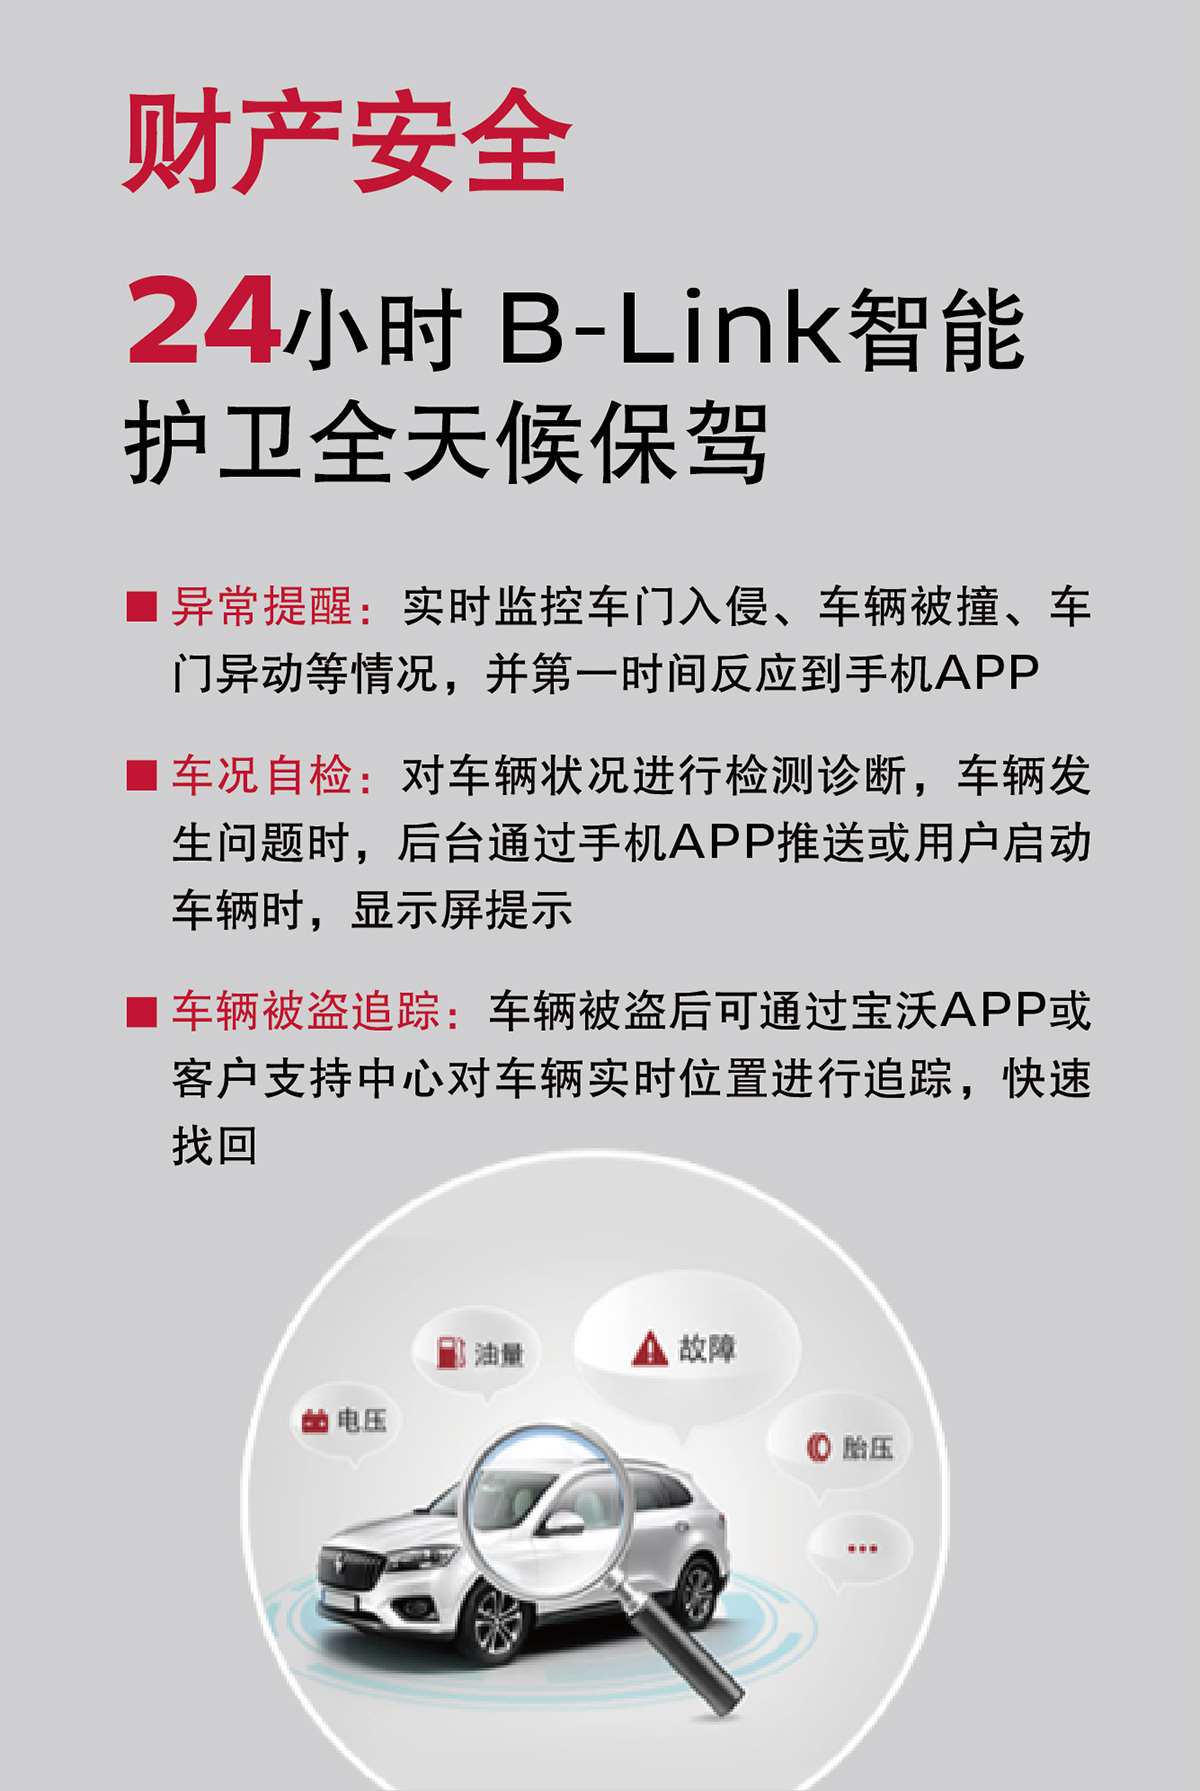 财产安全
24小时 B-Link智能
护卫全天候保驾
■ 异常提醒：实时监控车门入侵、车辆被撞、车
门异动等情况，并第一时间反应到手机APP
■ 车况自检：对车辆状况进行检测诊断，车辆发
生问题时，后台通过手机APP推送或用户启动
车辆时，显示屏提示
■ 车辆被盗追踪：车辆被盗后可通过宝沃APP或
客户支持中心对车辆实时位置进行追踪，快速
找回
故障
油量
电压
胎压
...